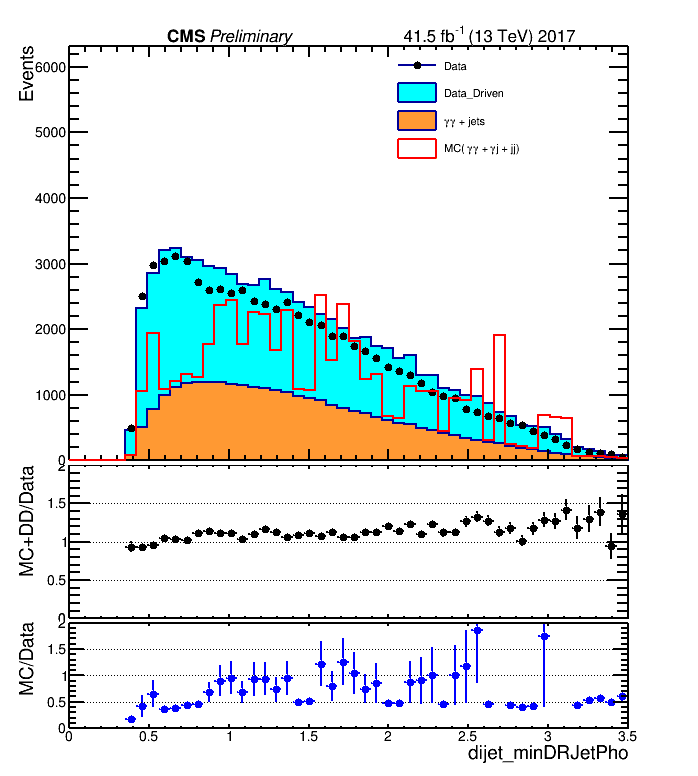 CMS Preliminary 41.5 fb⁻¹ (13 TeV) 2017
Events
6000
5000
4000
3000
2000
1000
0
Data
Data_Driven
γγ + jets
MC( γγ + γj + jj)
MC+DD/Data
2
1.5
1
0.5
0
MC/Data
2
1.5
1
0.5
0
0 0.5 1 1.5 2 2.5 3 3.5
dijet_minDRJetPho